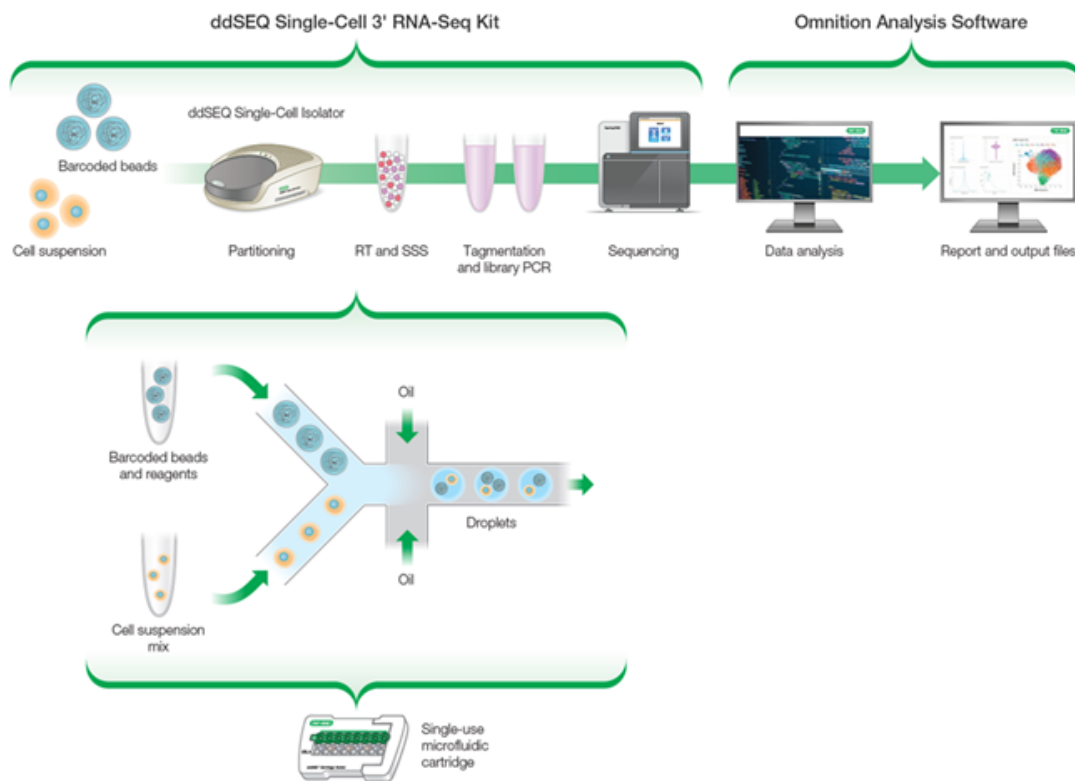 ddSEQ Single-Cell 3' RNA-Seq Kit
Omnition Analysis Software
ddSEQ Single-Cell Isolator
Barcoded beads
Cell suspension
Partitioning
RT and SSS
Tagmentation
and library PCR
Sequencing
Data analysis
Report and output files
Barcoded beads
and reagents
Oil
Droplets
Oil
Cell suspension
mix
Single-use
microfluidic
cartridge